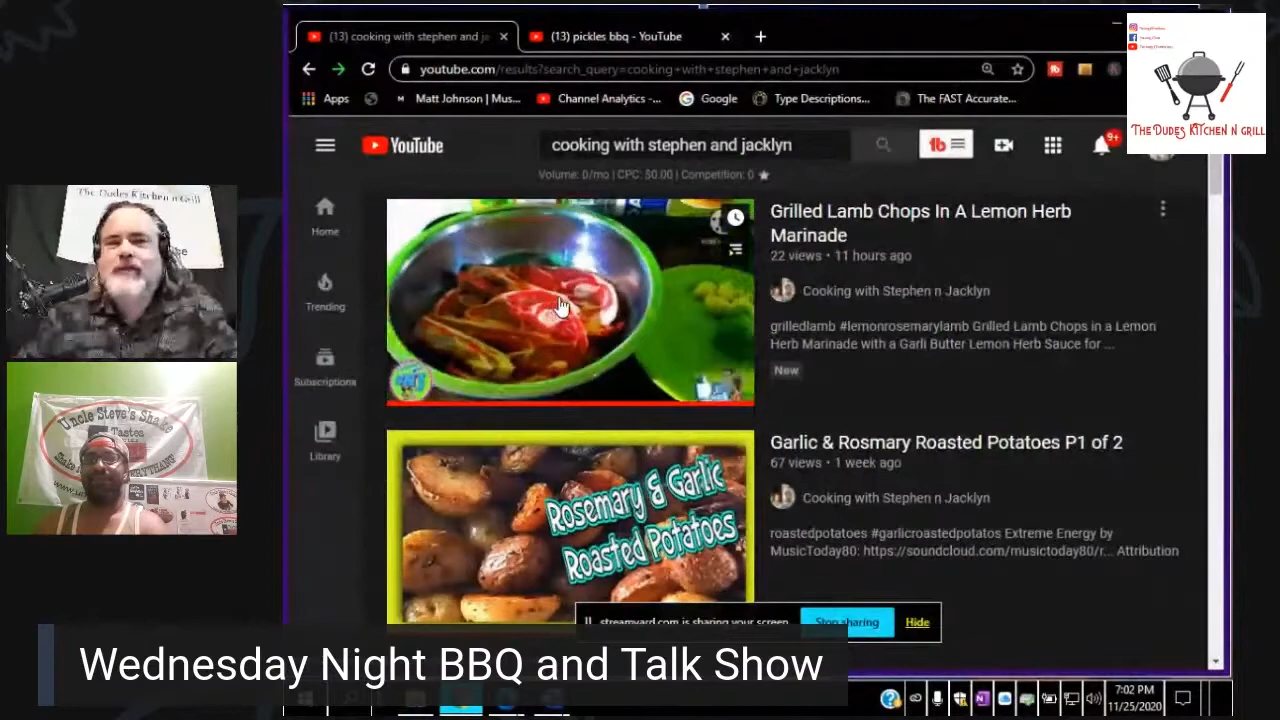 (13) cooking with stephen and ja
(13) pickles bbq - YouTube
youtube.com/results?search_query=cooking+with+stephen+and+jacklyn
Apps
Matt Johnson | Mus...
Channel Analytics -...
Google
Type Descriptions...
The FAST Accurate...
THE DUDES KITCHEN N GRILL
YouTube
cooking with stephen and jacklyn
9+
Volume: 0/mo | CPC: $0.00 | Competition: 0
Home
Trending
Subscriptions
Library
Grilled Lamb Chops In A Lemon Herb
Marinade
22 views • 11 hours ago
Cooking with Stephen n Jacklyn
grilledlamb #lemonrosemarylamb Grilled Lamb Chops in a Lemon
Herb Marinade with a Garli Butter Lemon Herb Sauce for ...
New
Rosemary & Garlic
Roasted Potatoes
Garlic & Rosmary Roasted Potatoes P1 of 2
67 views • 1 week ago
Cooking with Stephen n Jacklyn
roastedpotatoes #garlicroastedpotatos Extreme Energy by
MusicToday80: https://soundcloud.com/musictoday80/r... Attribution
The Dudes Kitchen n Grill
Uncle Steve's Shake
Tastes
streamyard.com is sharing your screen.
Stop sharing
Hide
Wednesday Night BBQ and Talk Show
7:02 PM
11/25/2020